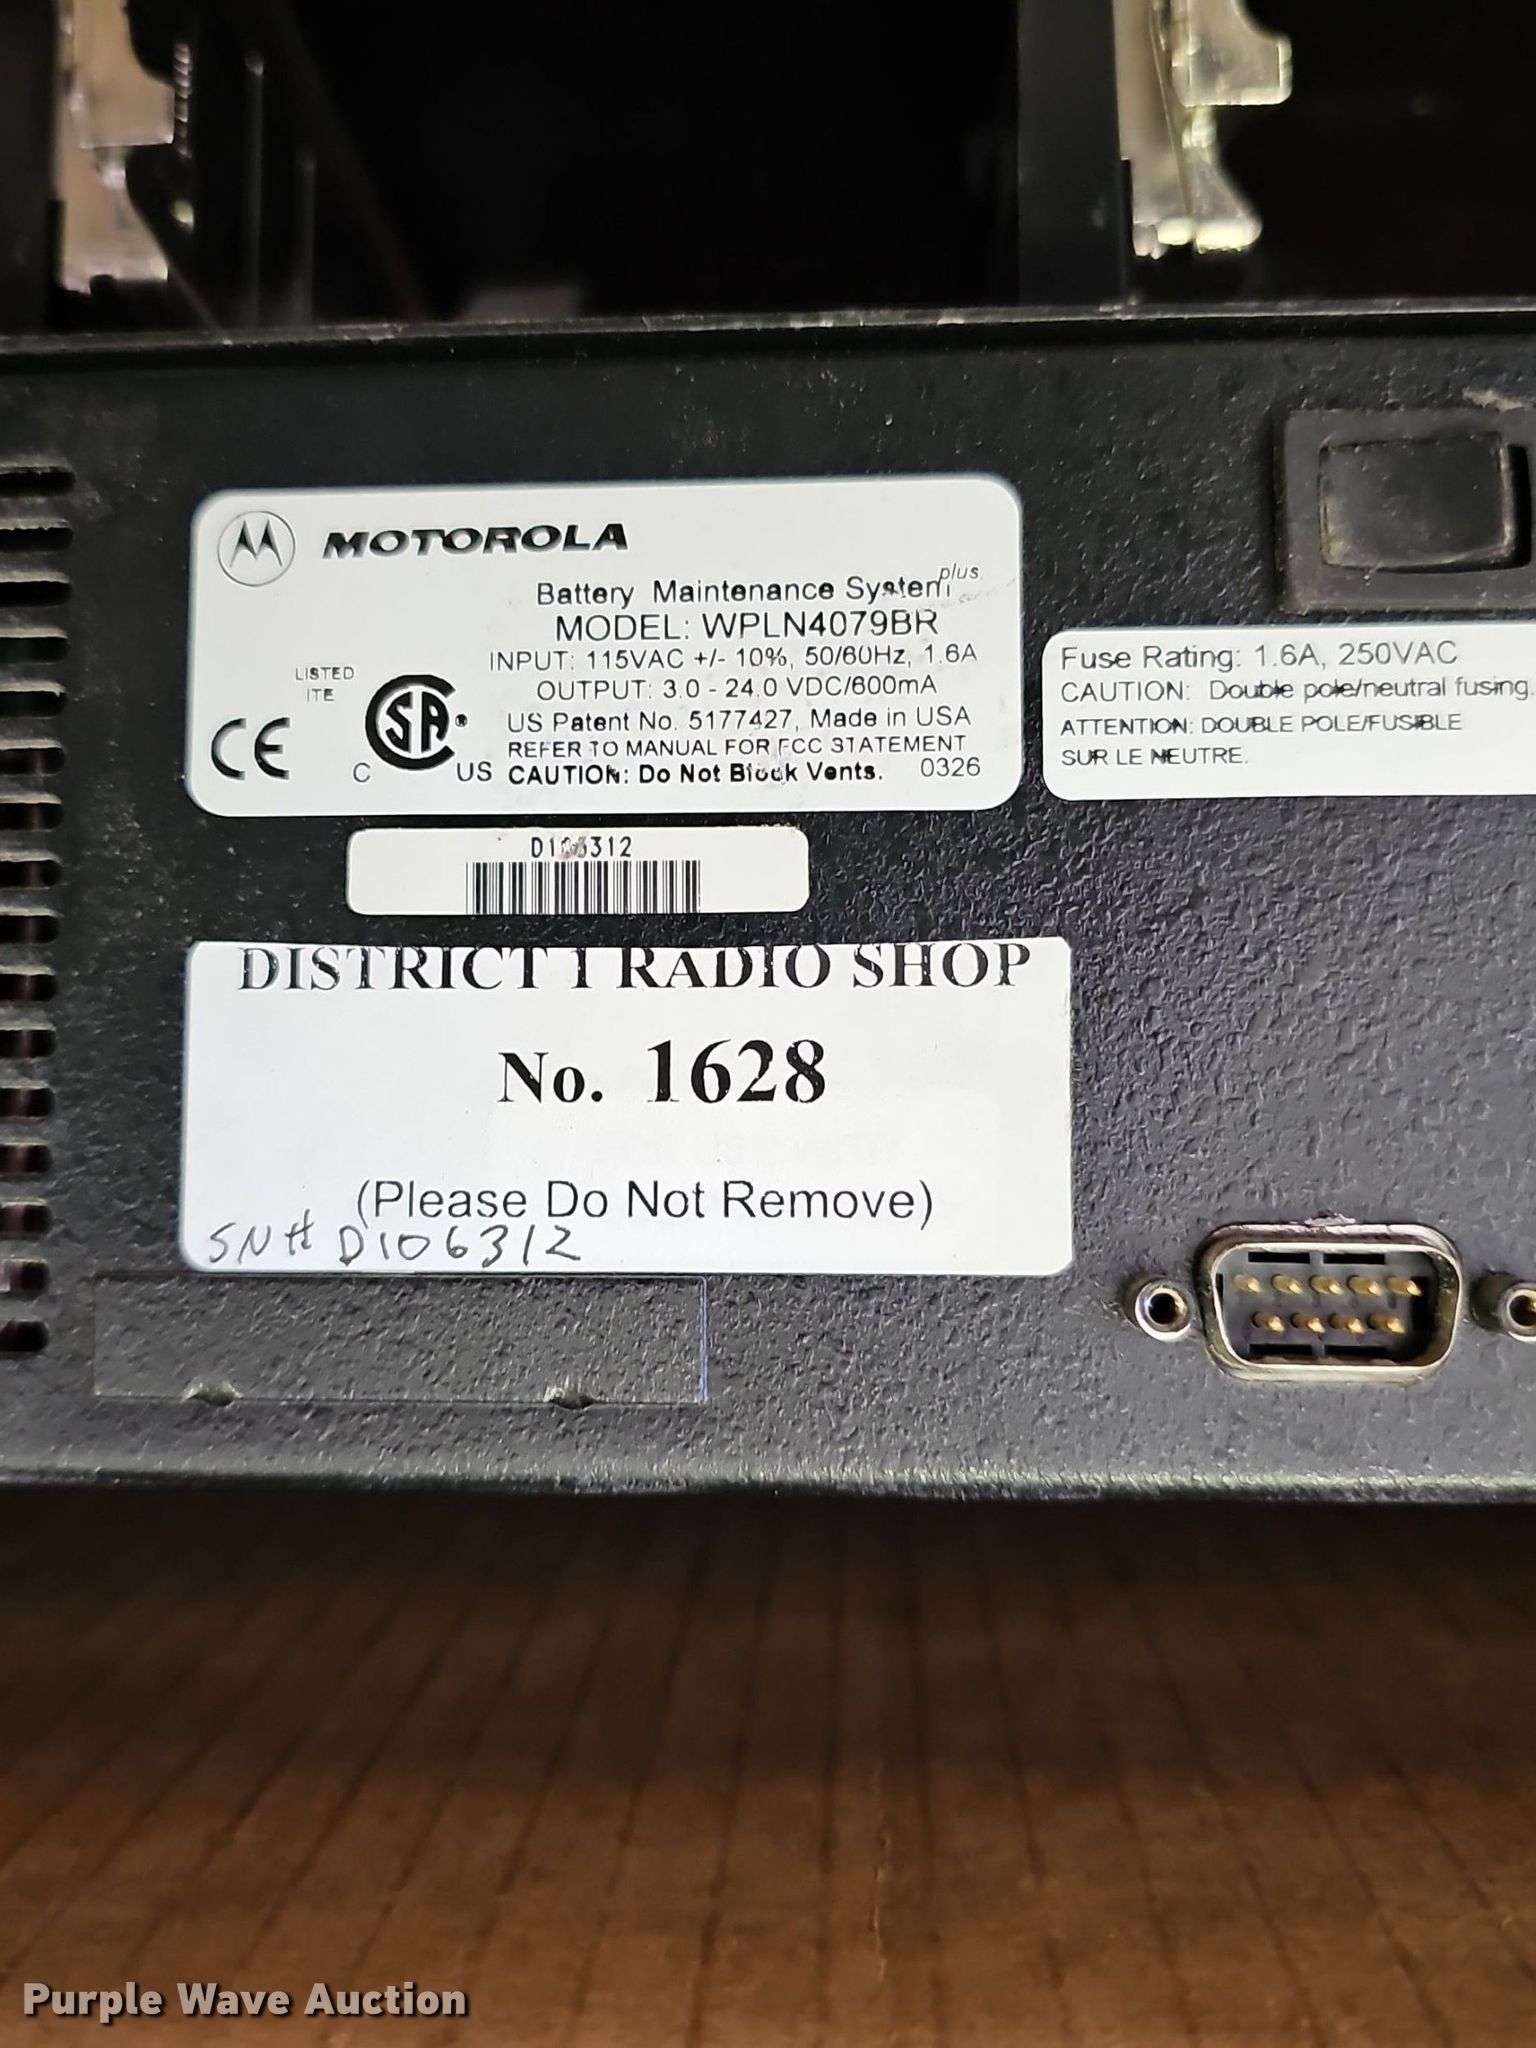 MOTOROLA
Battery Maintenance System plus
MODEL: WPLN4079BR
INPUT: 115VAC +/- 10%, 50/60Hz, 1.6A
OUTPUT: 3.0 - 24.0 VDC/600mA
US Patent No. 5177427, Made in USA
REFER TO MANUAL FOR FCC STATEMENT
CAUTION: Do Not Block Vents. 0326
LISTED
ITE
CE
C SA® US
Fuse Rating: 1.6A, 250VAC
CAUTION: Double pole/neutral fusing.
ATTENTION: DOUBLE POLE/FUSIBLE
SUR LE NEUTRE.
D106312
DISTRICT 1 RADIO SHOP
No. 1628
(Please Do Not Remove)
SN# D106312
Purple Wave Auction